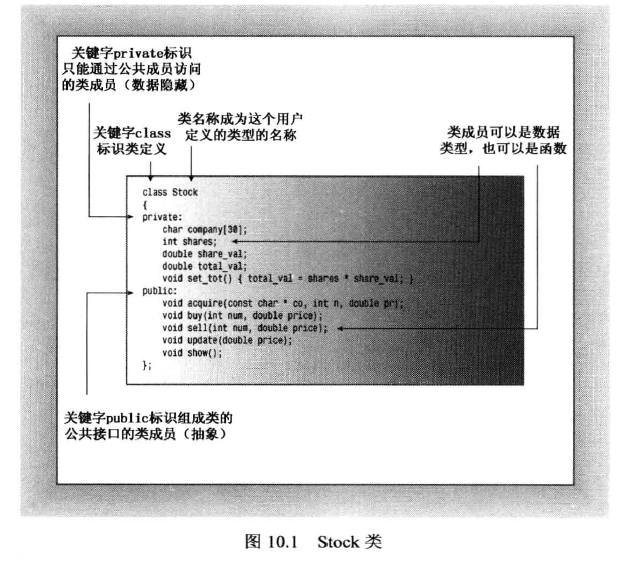 关键字private标识
只能通过公共成员访问
的类成员（数据隐藏）
关键字class
标识类定义
类名称成为这个用户
定义的类型的名称
类成员可以是数据
类型，也可以是函数
class Stock
{
private:
char company[30];
int shares;
double share_val;
double total_val;
void set_tot() { total_val = shares * share_val; }
public:
void acquire(const char * co, int n, double pr);
void buy(int num, double price);
void sell(int num, double price);
void update(double price);
void show();
};
关键字public标识组成类的
公共接口的类成员（抽象）
图 10.1 Stock 类